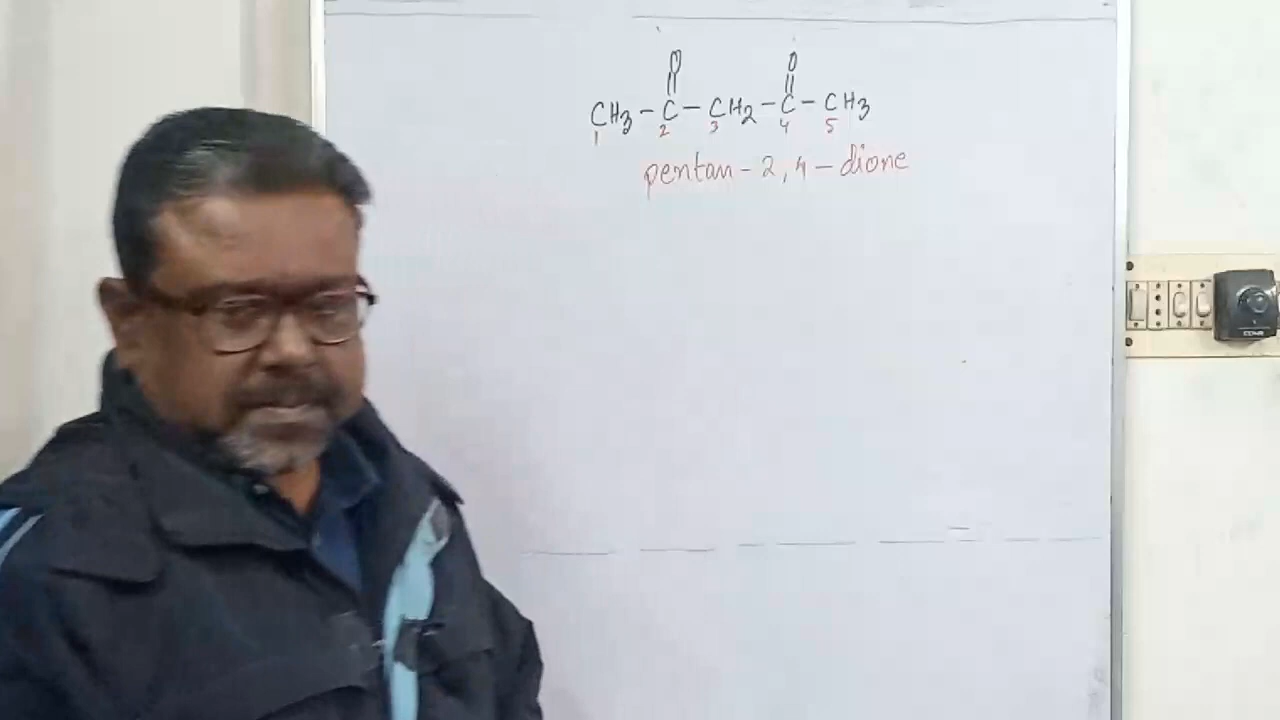 O O
CH3 - C - CH2 - C - CH3
1 2 3 4 5
pentan - 2, 4 - dione